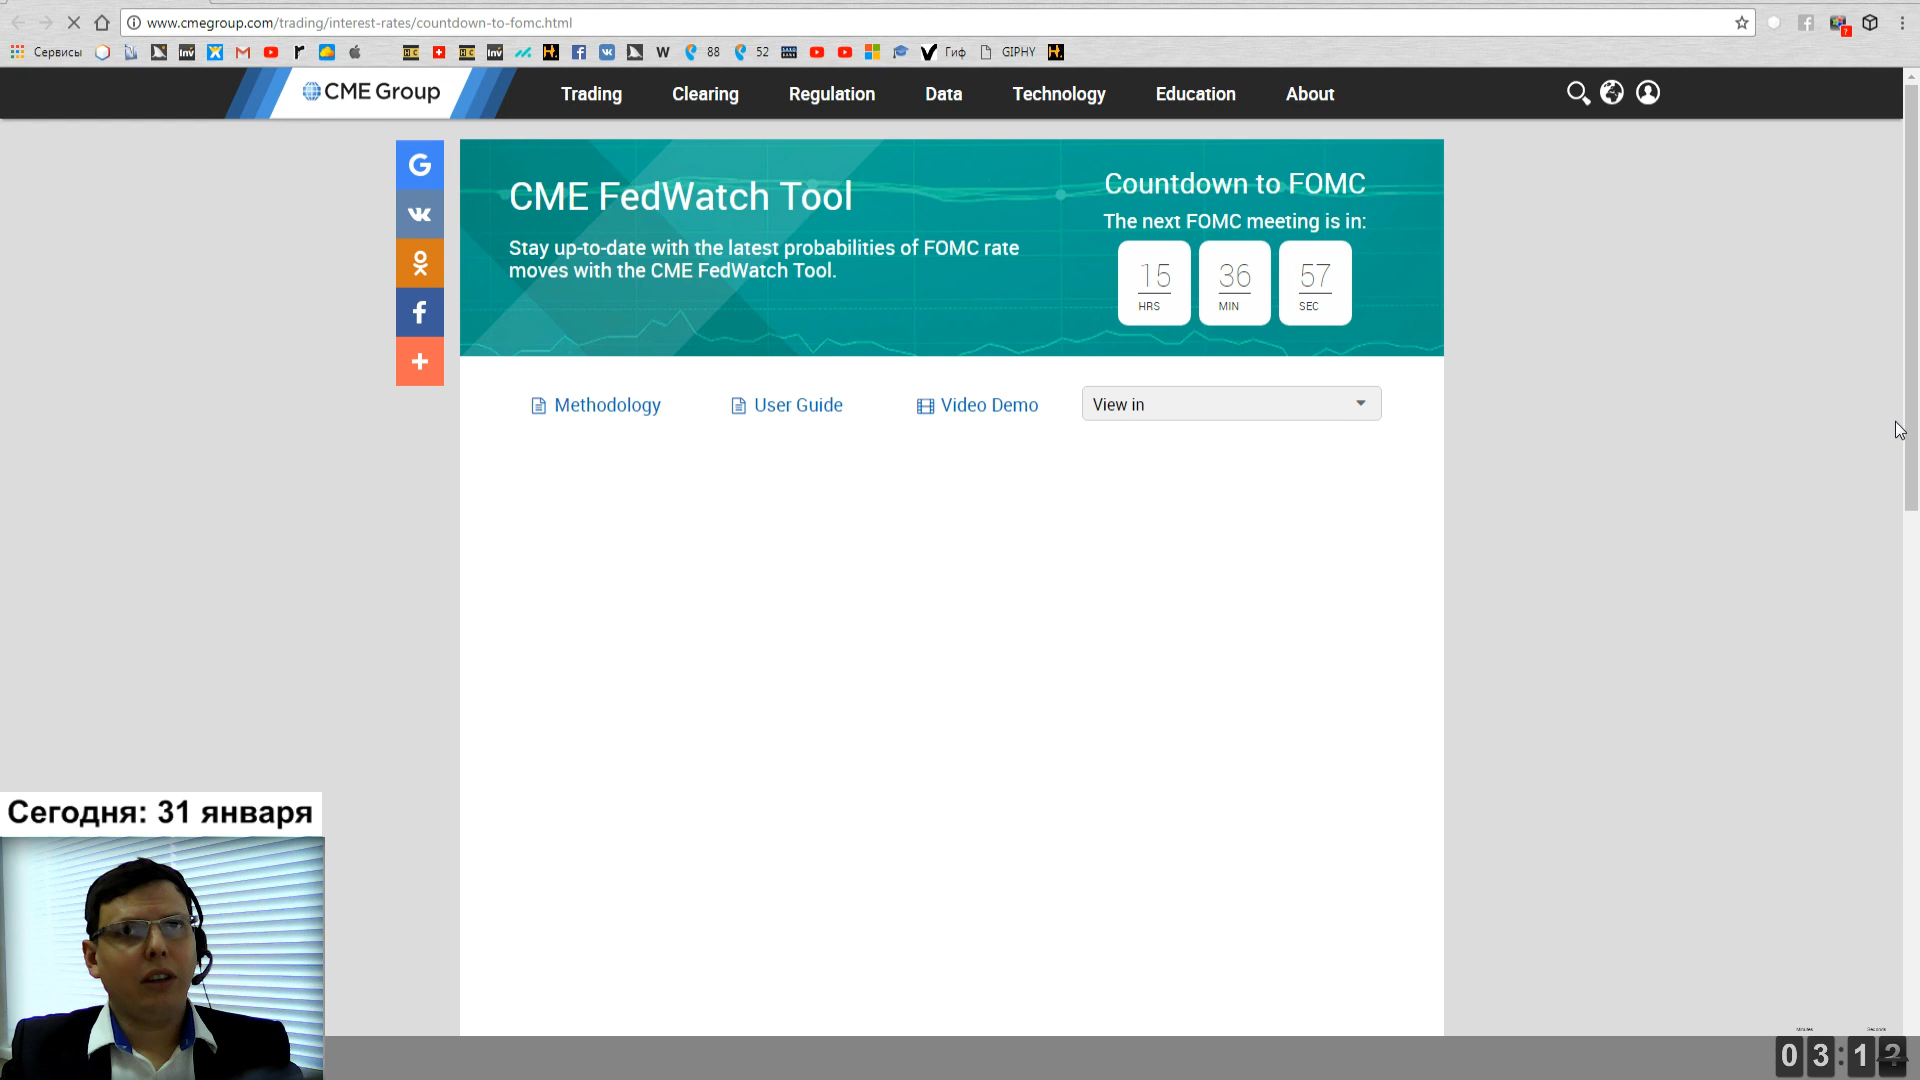 www.cmegroup.com/trading/interest-rates/countdown-to-fomc.html
Сервисы
88
52
Гиф
GIPHY
CME Group
Trading
Clearing
Regulation
Data
Technology
Education
About
CME FedWatch Tool
Stay up-to-date with the latest probabilities of FOMC rate
moves with the CME FedWatch Tool.
Countdown to FOMC
The next FOMC meeting is in:
15
36
57
HRS
MIN
SEC
Methodology
User Guide
Video Demo
View in
Сегодня: 31 января
Minutes
Seconds
03:1